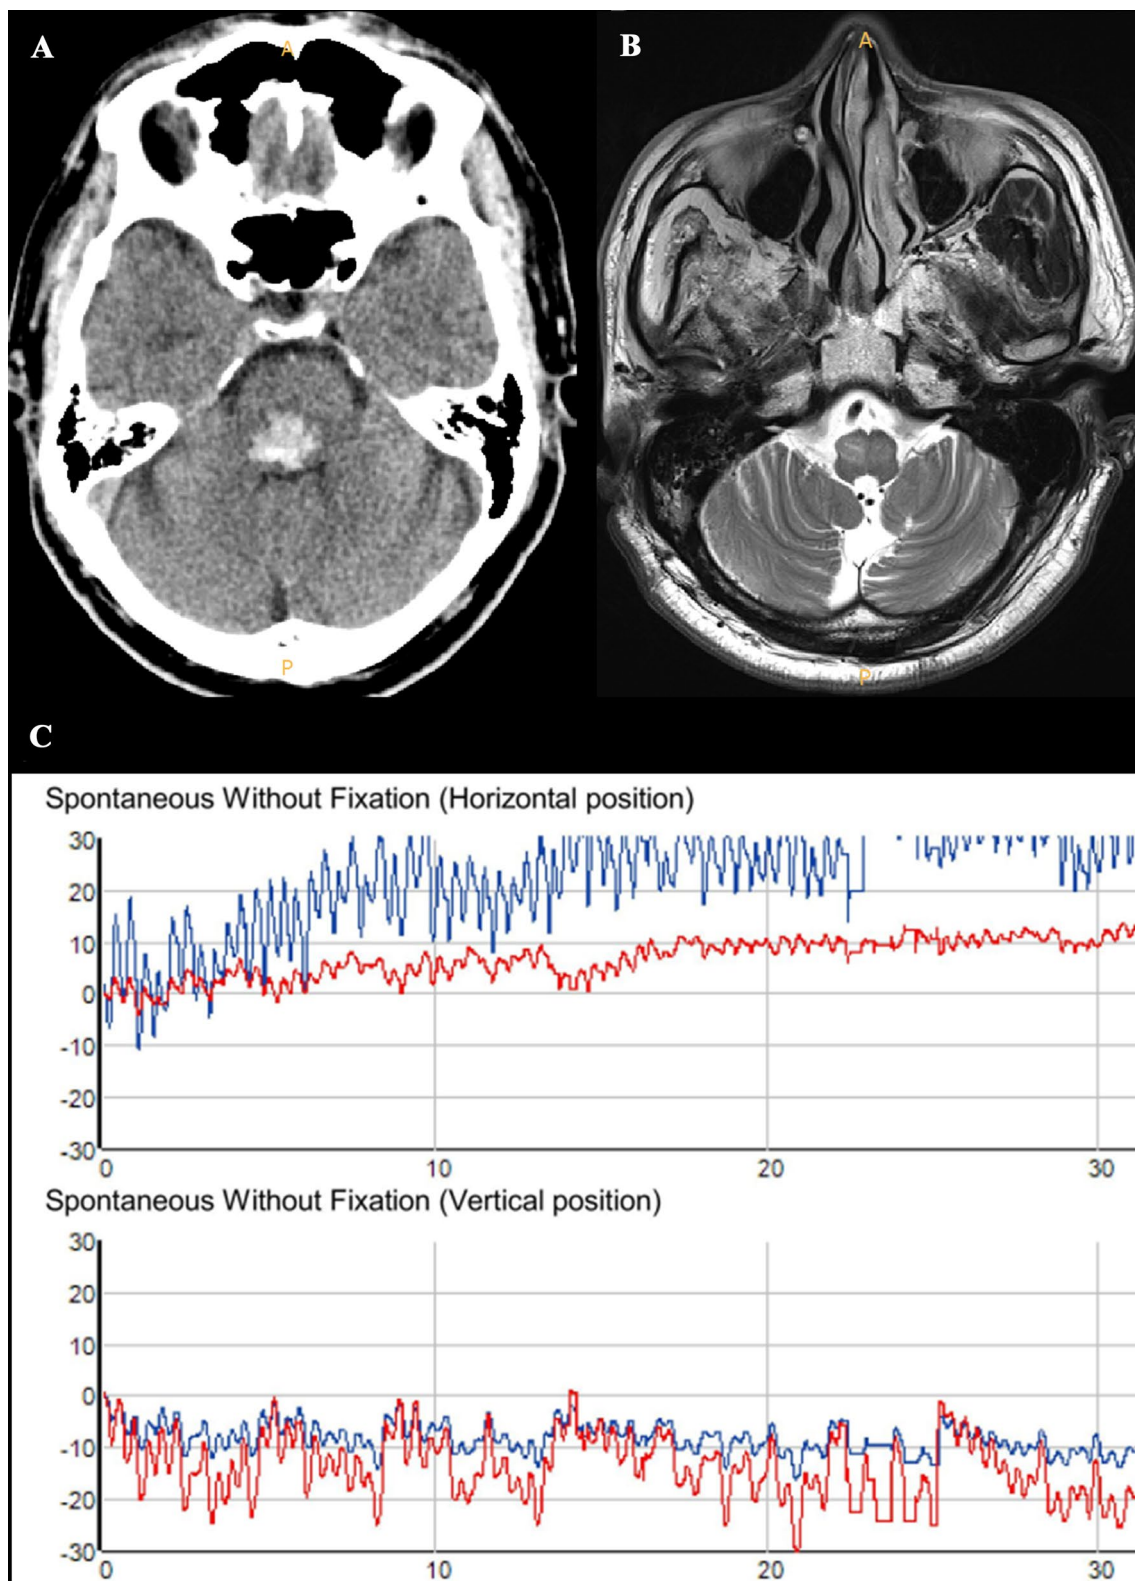 A
A
P
B
A
P
C
Spontaneous Without Fixation (Horizontal position)
30
20
10
0
-10
-20
-30
0 10 20 30
Spontaneous Without Fixation (Vertical position)
30
20
10
0
-10
-20
-30
0 10 20 30